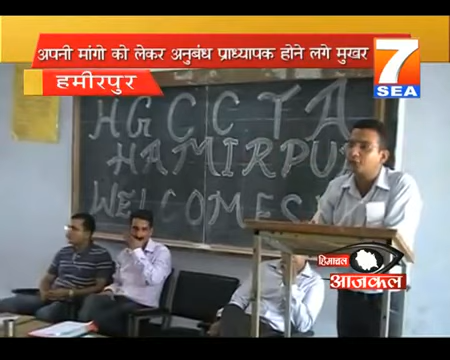 अपनी मांगो को लेकर अनुबंध प्राध्यापक होने लगे मुखर
हमीरपुर
7
SEA
HGCCTA
HAMIRPUR
WELCOMES
हिमाचल
आजकल